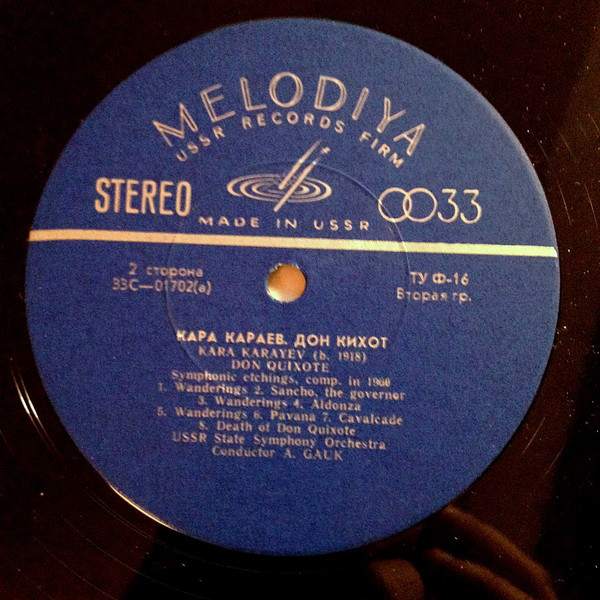 MELODIYA
USSR RECORDS FIRM
STEREO
33
MADE IN USSR
2 сторона
33С—01702(а)
ТУ Ф-16
Вторая гр.
КАРА КАРАЕВ. ДОН КИХОТ
KARA KARAYEV (b. 1918)
DON QUIXOTE
Symphonic etchings, comp. in 1960
1. Wanderings 2. Sancho, the governor
3. Wanderings 4. Aldonza
5. Wanderings 6. Pavana 7. Cavalcade
8. Death of Don Quixote
USSR State Symphony Orchestra
Conductor A. GAUK